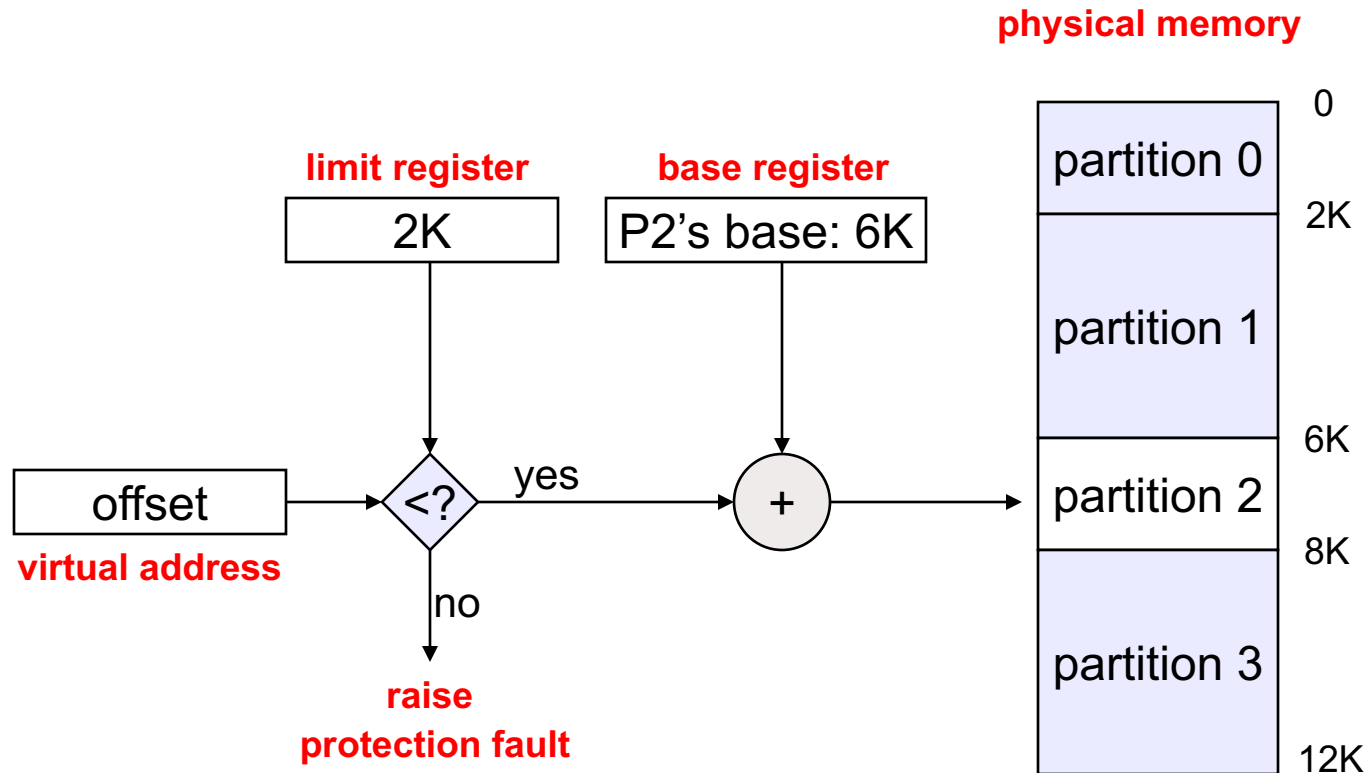 physical memory
0
limit register
base register
partition 0
2K
P2’s base: 6K
2K
partition 1
6K
offset
<?
yes
+
partition 2
8K
virtual address
no
partition 3
raise
protection fault
12K